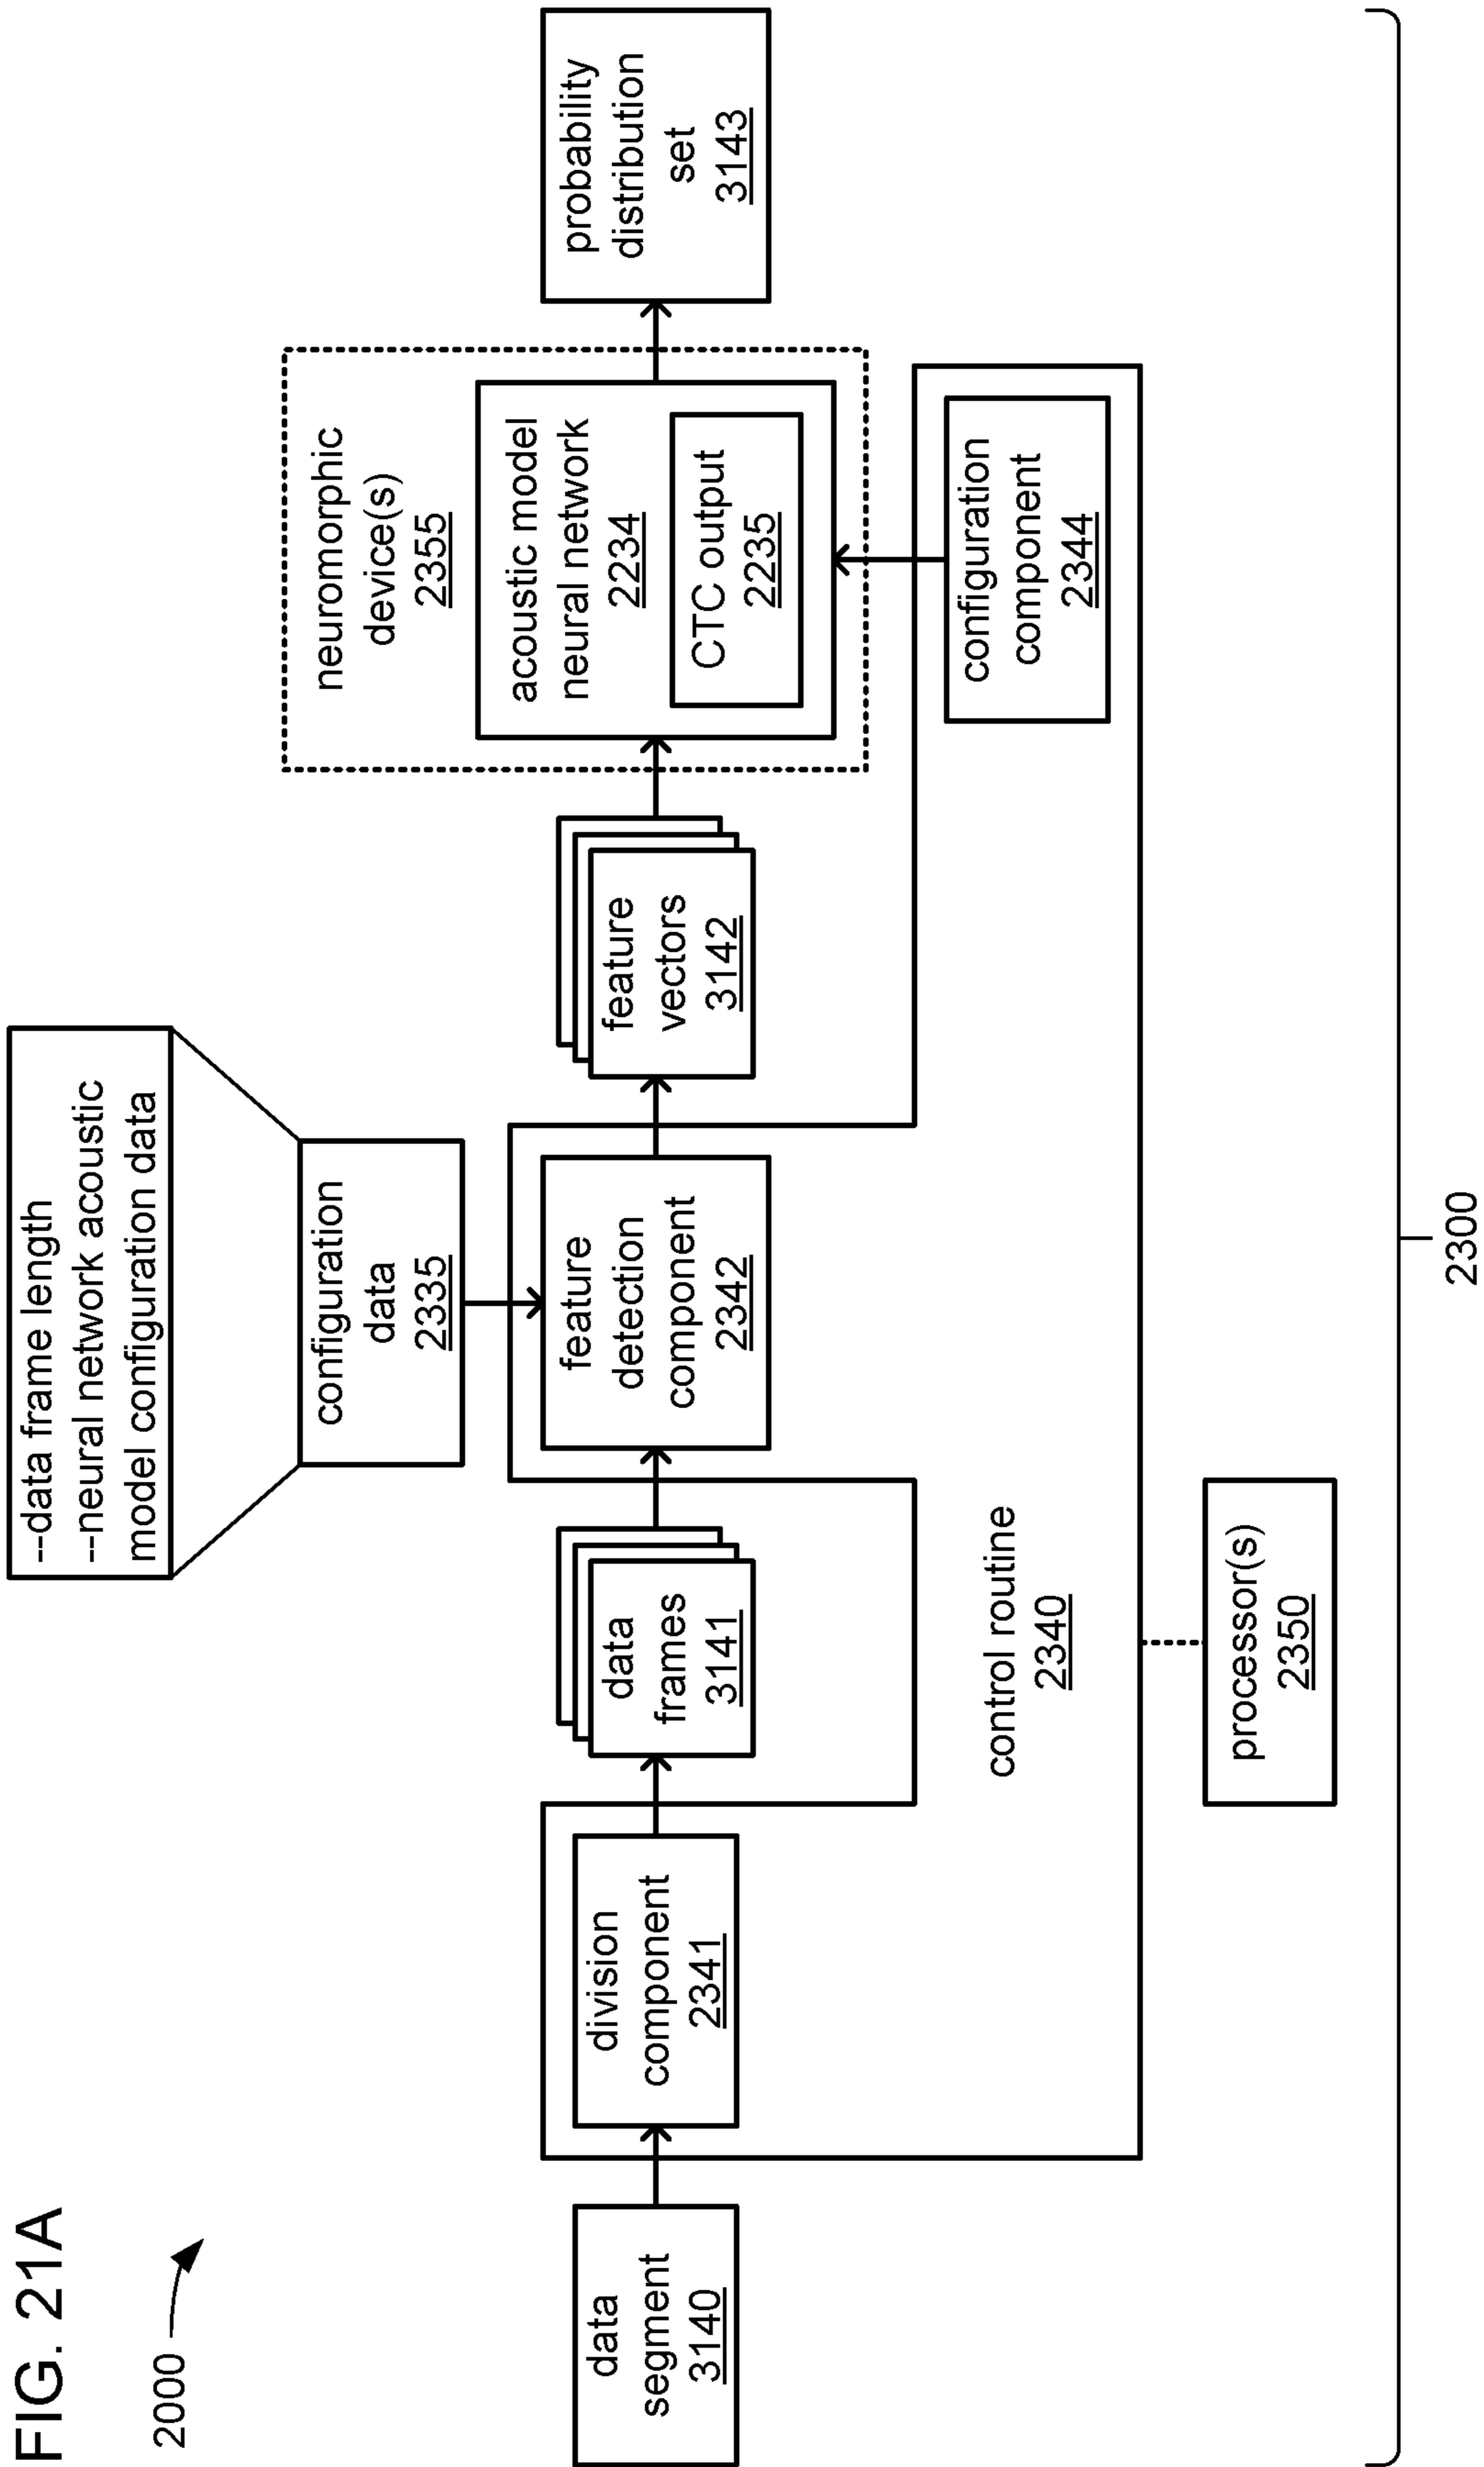 FIG. 21A
2000
--data frame length
--neural network acoustic
model configuration data
configuration
data
2335
data
segment
3140
division
component
2341
data
frames
3141
feature
detection
component
2342
feature
vectors
3142
neuromorphic
device(s)
2355
acoustic model
neural network
2234
CTC output
2235
probability
distribution
set
3143
control routine
2340
configuration
component
2344
processor(s)
2350
2300